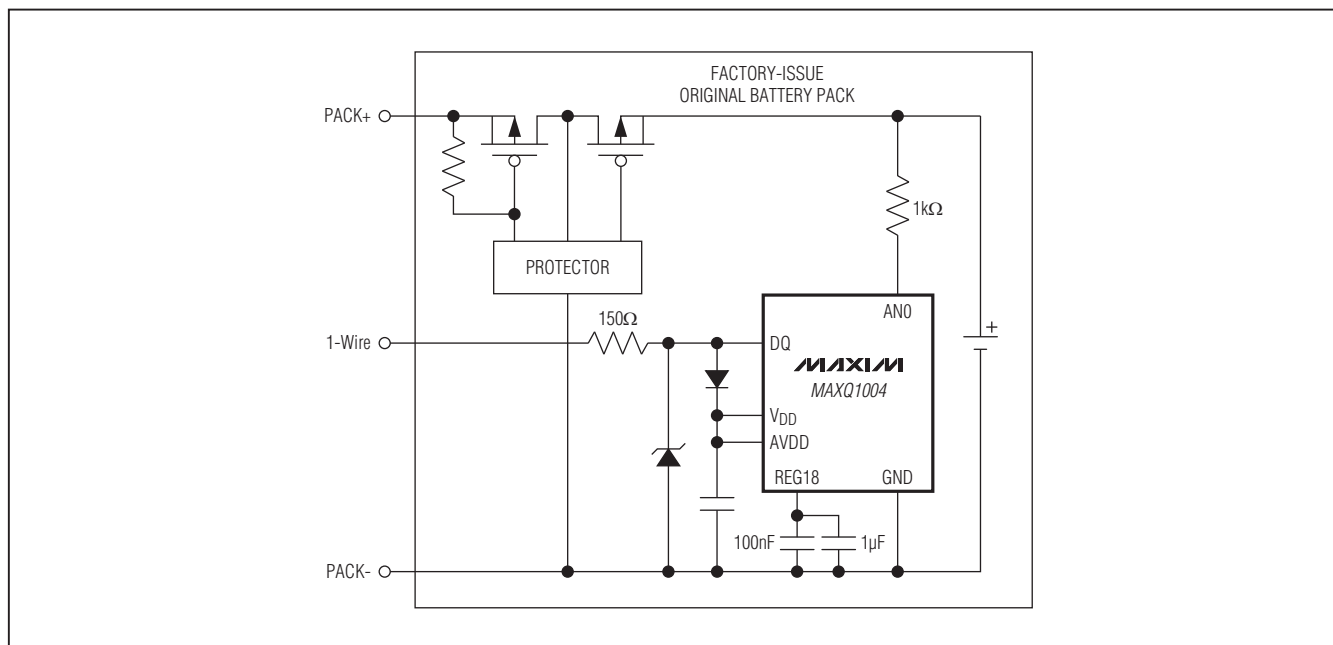 FACTORY-ISSUE
ORIGINAL BATTERY PACK
PACK+
1kΩ
PROTECTOR
AN0
150Ω
+
1-Wire
DQ
MAXIM
MAXQ1004
VDD
AVDD
REG18
GND
100nF
1µF
PACK-